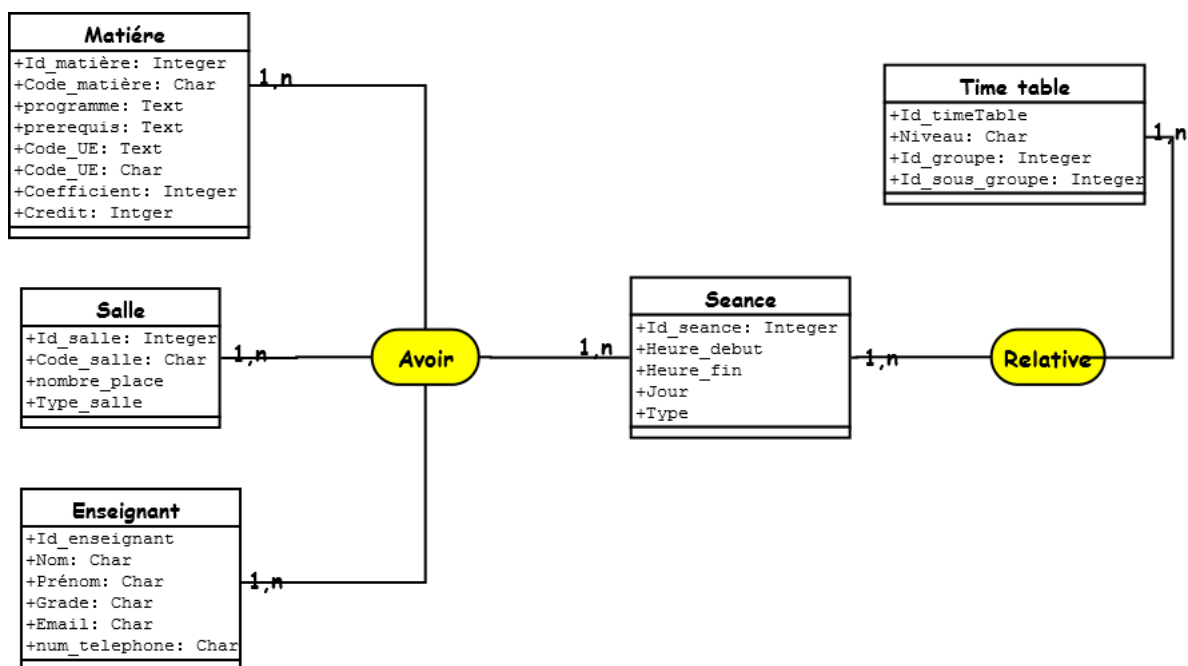 Matiére
+Id_matière: Integer
+Code_matière: Char
+programme: Text
+prerequis: Text
+Code_UE: Text
+Code_UE: Char
+Coefficient: Integer
+Credit: Intger
1,n
Time table
+Id_timeTable
+Niveau: Char
+Id_groupe: Integer
+Id_sous_groupe: Integer
1,n
Salle
+Id_salle: Integer
+Code_salle: Char
+nombre_place
+Type_salle
1,n
Avoir
1,n
Seance
+Id_seance: Integer
+Heure_debut
+Heure_fin
+Jour
+Type
1,n
Relative
Enseignant
+Id_enseignant
+Nom: Char
+Prénom: Char
+Grade: Char
+Email: Char
+num_telephone: Char
1,n